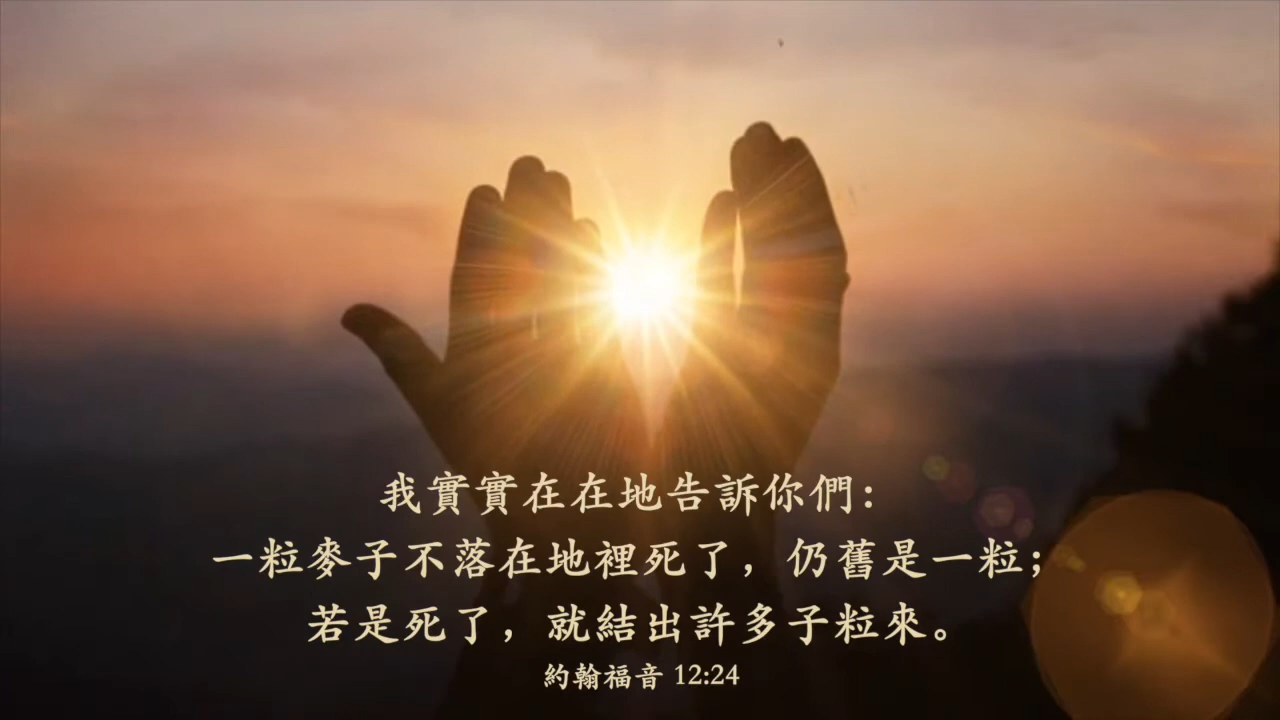 我實實在在地告訴你們：
一粒麥子不落在地裡死了，仍舊是一粒；
若是死了，就結出許多子粒來。
約翰福音 12:24